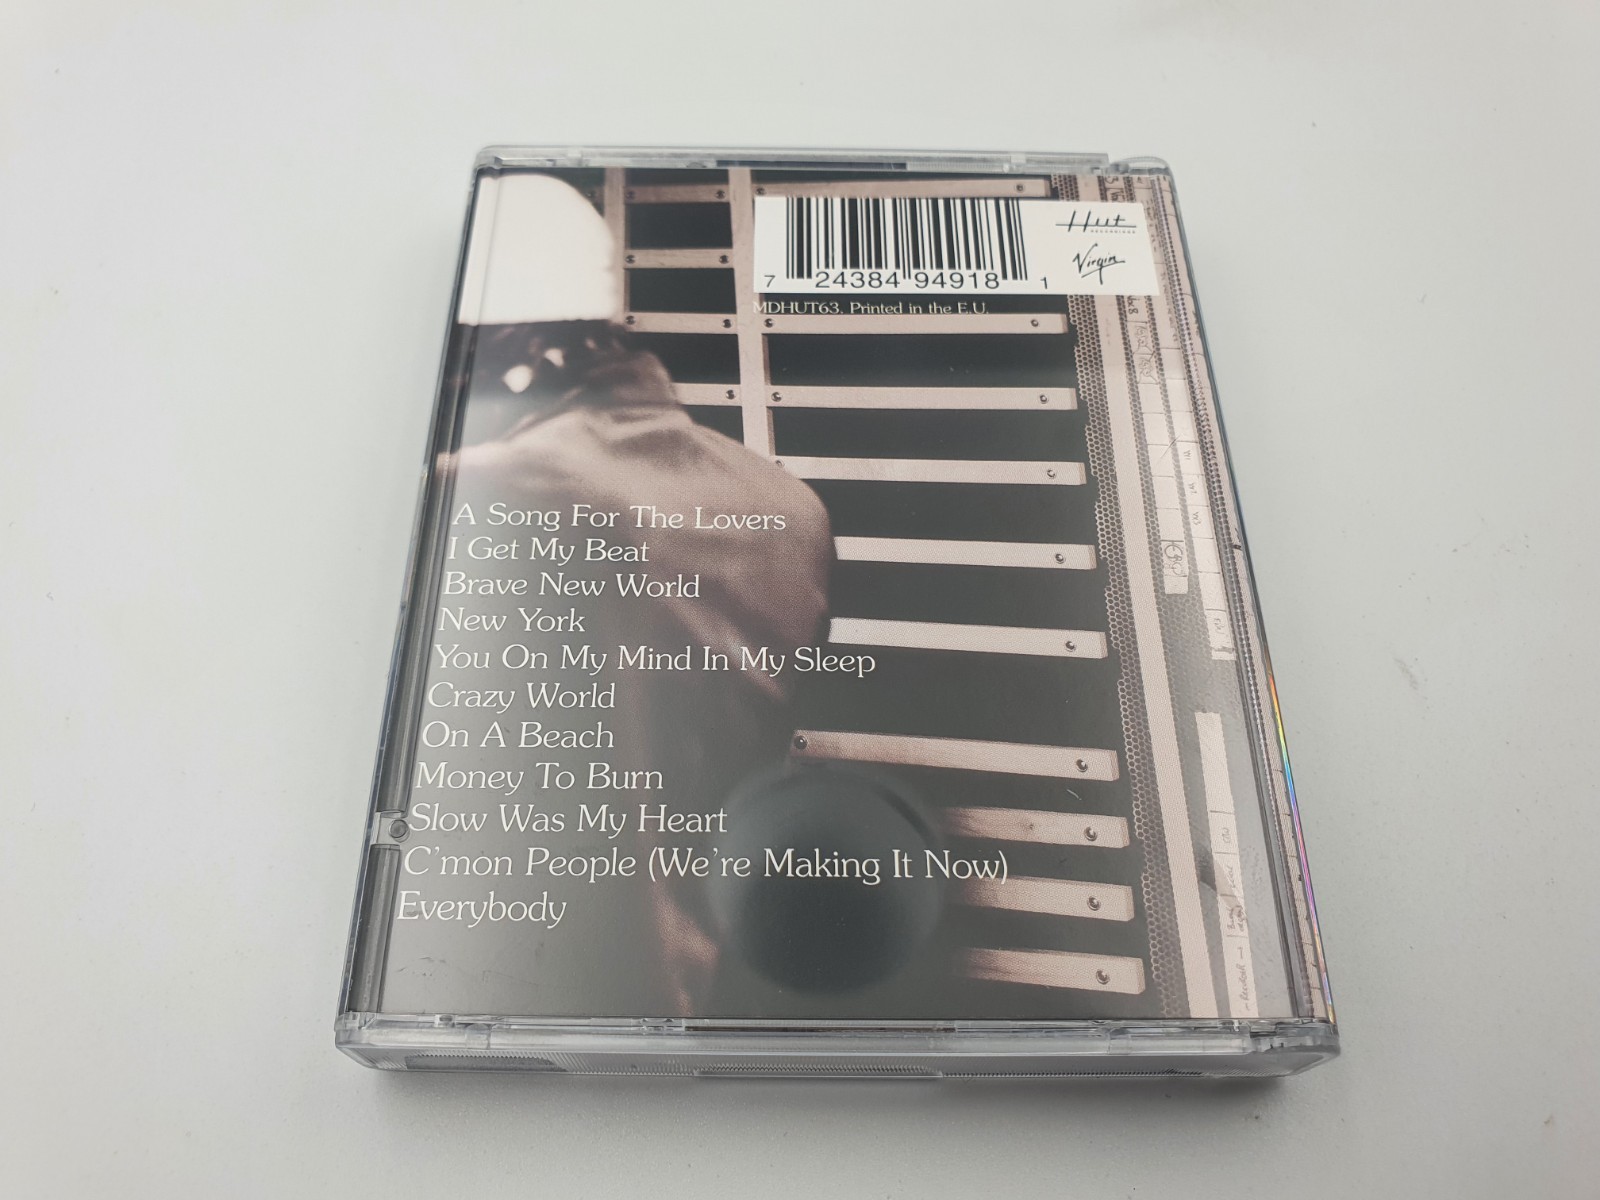 Hut
RECORDINGS
Virgin
7 24384 94918 1
MDHUT63. Printed in the E.U.
A Song For The Lovers
I Get My Beat
Brave New World
New York
You On My Mind In My Sleep
Crazy World
On A Beach
Money To Burn
Slow Was My Heart
C'mon People (We're Making It Now)
Everybody